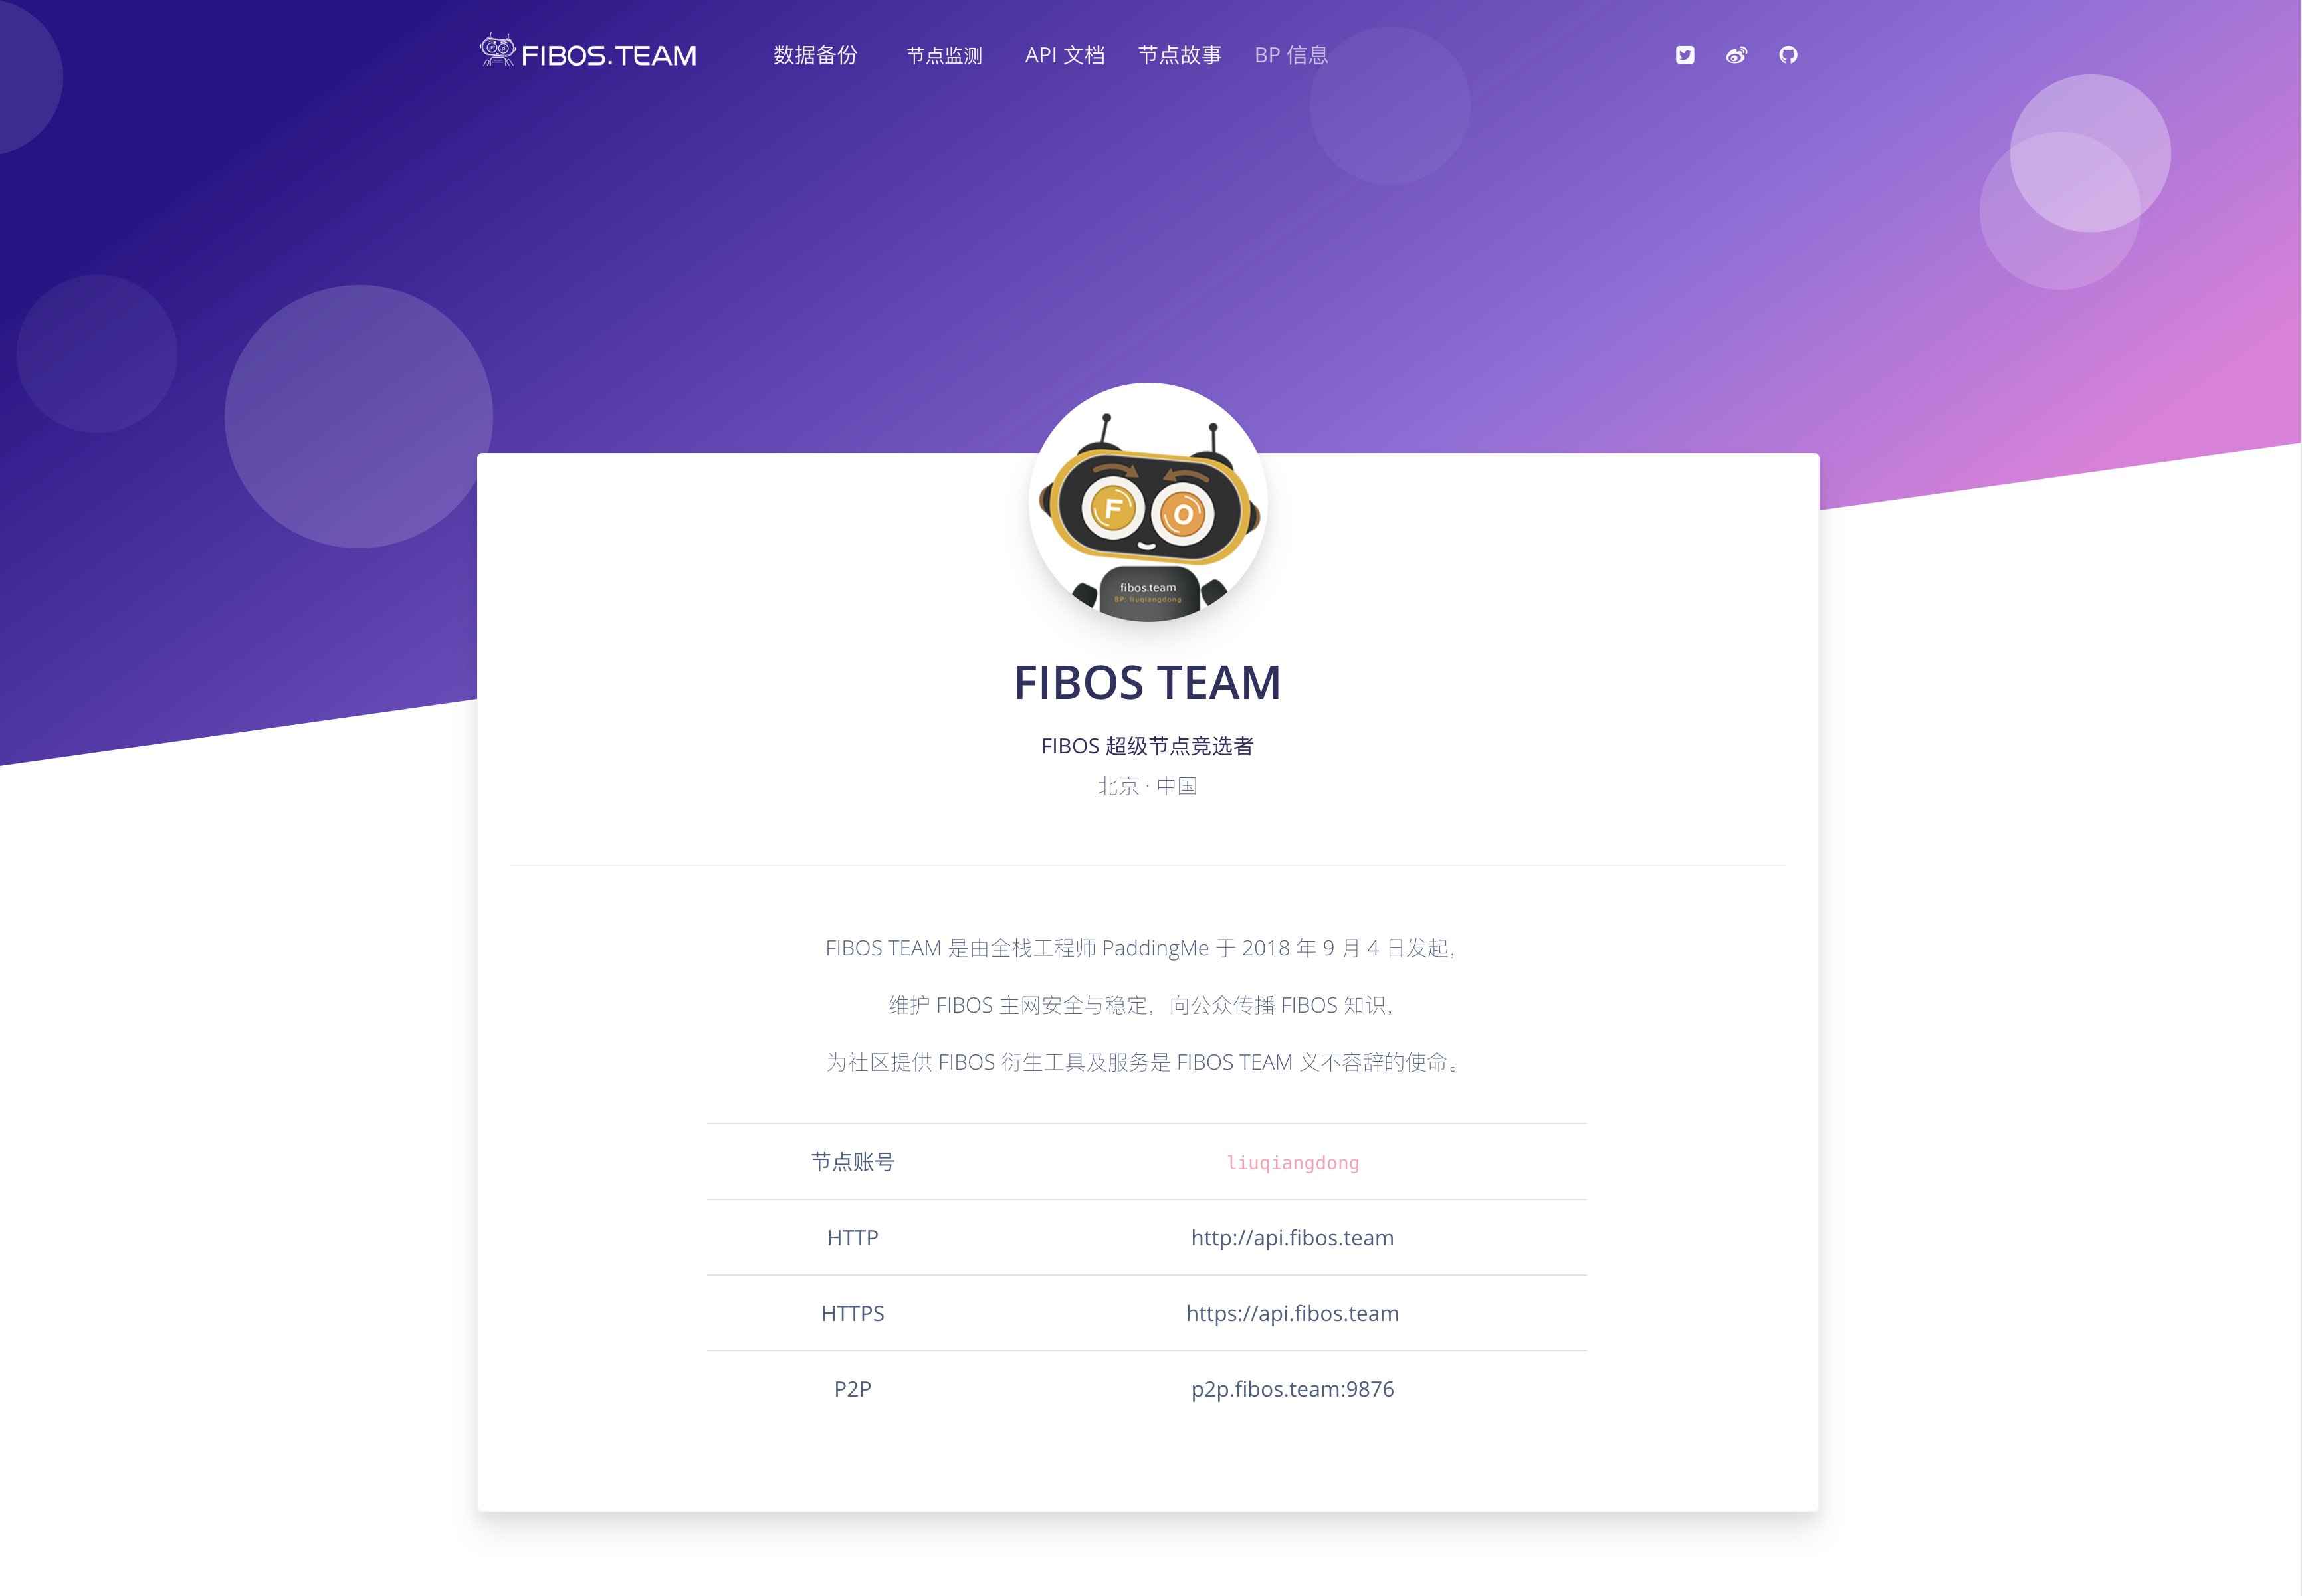 FIBOS.TEAM
数据备份 节点监测 API 文档 节点故事 BP 信息
F O
fibos.team
BP: liuqiangdong
FIBOS TEAM
FIBOS 超级节点竞选者
北京 · 中国
FIBOS TEAM 是由全栈工程师 PaddingMe 于 2018 年 9 月 4 日发起，
维护 FIBOS 主网安全与稳定，向公众传播 FIBOS 知识，
为社区提供 FIBOS 衍生工具及服务是 FIBOS TEAM 义不容辞的使命。
节点账号 liuqiangdong
HTTP http://api.fibos.team
HTTPS https://api.fibos.team
P2P p2p.fibos.team:9876